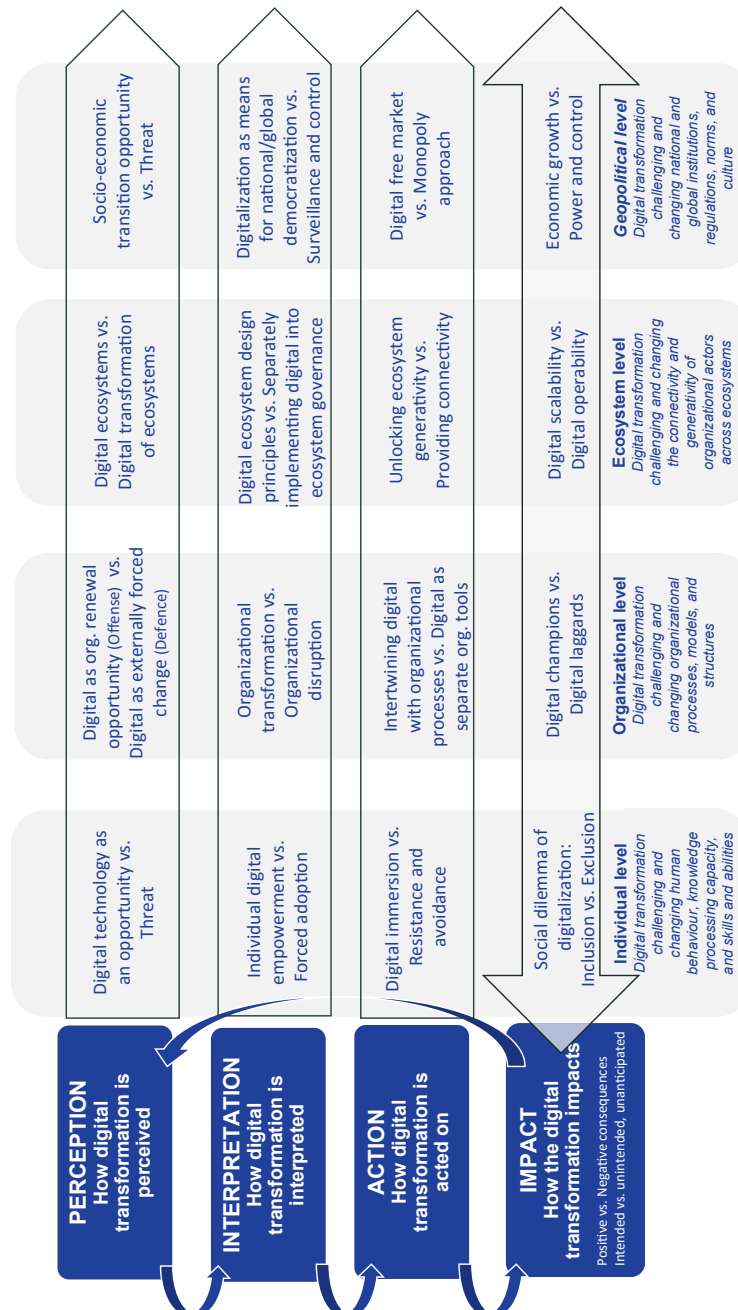 PERCEPTION
How digital
transformation is
perceived
Digital technology as
an opportunity vs.
Threat
Digital as org. renewal
opportunity (Offense) vs.
Digital as externally forced
change (Defence)
Digital ecosystems vs.
Digital transformation
of ecosystems
Socio-economic
transition opportunity
vs. Threat
INTERPRETATION
How digital
transformation is
interpreted
Individual digital
empowerment vs.
Forced adoption
Organizational
transformation vs.
Organizational
disruption
Digital ecosystem design
principles vs. Separately
implementing digital into
ecosystem governance
Digitalization as means
for national/global
democratization vs.
Surveillance and control
ACTION
How digital
transformation is
acted on
Digital immersion vs.
Resistance and
avoidance
Intertwining digital
with organizational
processes vs. Digital as
separate org. tools
Unlocking ecosystem
generativity vs.
Providing connectivity
Digital free market
vs. Monopoly
approach
IMPACT
How the digital
transformation impacts
Positive vs. Negative consequences
Intended vs. unintended, unanticipated
Social dilemma of
digitalization:
Inclusion vs. Exclusion
Digital champions vs.
Digital laggards
Digital scalability vs.
Digital operability
Economic growth vs.
Power and control
Individual level
Digital transformation
challenging and
changing human
behaviour, knowledge
processing capacity,
and skills and abilities
Organizational level
Digital transformation
challenging and
changing organizational
processes, models, and
structures
Ecosystem level
Digital transformation
challenging and changing
the connectivity and
generativity of
organizational actors
across ecosystems
Geopolitical level
Digital transformation
challenging and
changing national and
global institutions,
regulations, norms, and
culture